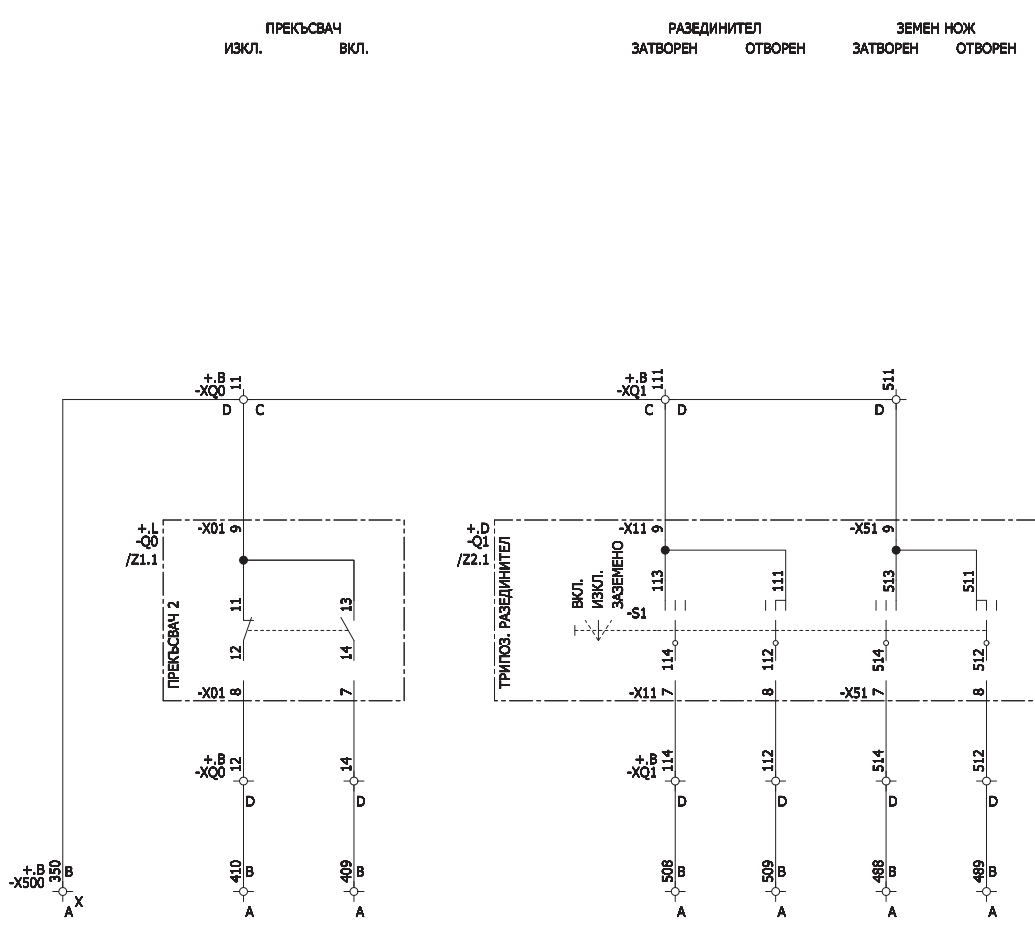 ПРЕКЪСВАЧ
РАЗЕДИНИТЕЛ
ЗЕМЕН НОЖ
ИЗКЛ.
ВКЛ.
ЗАТВОРЕН
ОТВОРЕН
ЗАТВОРЕН
ОТВОРЕН
+.B
-XQ0
11
D
C
+.B
-XQ1
111
C
D
511
D
+.L
-Q0
/Z1.1
-X01
9
+.D
-Q1
/Z2.1
-X11
9
-X51
9
ПРЕКЪСВАЧ 2
11
13
12
14
ТРИПОЗ. РАЗЕДИНИТЕЛ
ВКЛ.
ИЗКЛ.
ЗАЗЕМЕНО
-S1
113
111
513
511
114
112
514
512
-X01
8
7
-X11
7
8
-X51
7
8
+.B
-XQ0
12
14
+.B
-XQ1
114
112
514
512
D
D
D
D
D
D
+.B
-X500
350
B
410
B
409
B
508
B
509
B
488
B
489
B
A
X
A
A
A
A
A
A